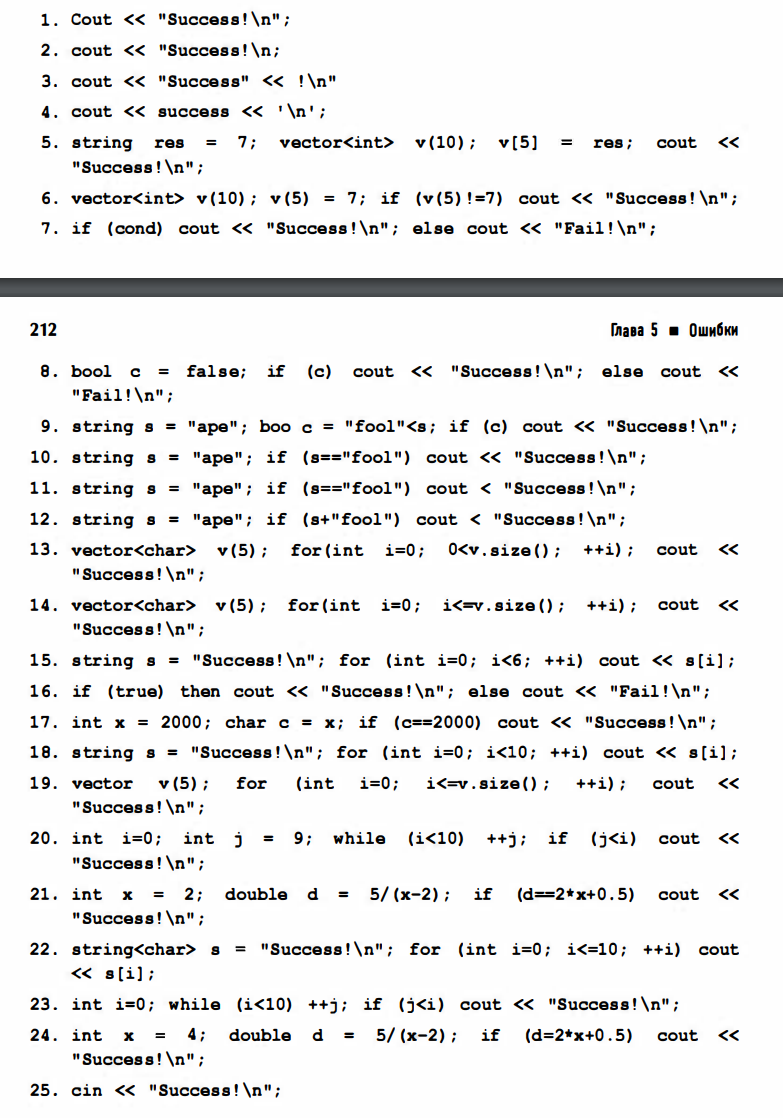 1. Cout << "Success!\n";
2. cout << "Success!\n;
3. cout << "Success" << !\n"
4. cout << success << '\n';
5. string res = 7; vector<int> v(10); v[5] = res; cout <<
"Success!\n";
6. vector<int> v(10); v(5) = 7; if (v(5)!=7) cout << "Success!\n";
7. if (cond) cout << "Success!\n"; else cout << "Fail!\n";
212
Глава 5 ■ Ошибки
8. bool c = false; if (c) cout << "Success!\n"; else cout <<
"Fail!\n";
9. string s = "ape"; boo c = "fool"<s; if (c) cout << "Success!\n";
10. string s = "ape"; if (s=="fool") cout << "Success!\n";
11. string s = "ape"; if (s=="fool") cout < "Success!\n";
12. string s = "ape"; if (s+"fool") cout < "Success!\n";
13. vector<char> v(5); for(int i=0; 0<v.size(); ++i); cout <<
"Success!\n";
14. vector<char> v(5); for(int i=0; i<=v.size(); ++i); cout <<
"Success!\n";
15. string s = "Success!\n"; for (int i=0; i<6; ++i) cout << s[i];
16. if (true) then cout << "Success!\n"; else cout << "Fail!\n";
17. int x = 2000; char c = x; if (c==2000) cout << "Success!\n";
18. string s = "Success!\n"; for (int i=0; i<10; ++i) cout << s[i];
19. vector v(5); for (int i=0; i<=v.size(); ++i); cout <<
"Success!\n";
20. int i=0; int j = 9; while (i<10) ++j; if (j<i) cout <<
"Success!\n";
21. int x = 2; double d = 5/(x-2); if (d==2*x+0.5) cout <<
"Success!\n";
22. string<char> s = "Success!\n"; for (int i=0; i<=10; ++i) cout
<< s[i];
23. int i=0; while (i<10) ++j; if (j<i) cout << "Success!\n";
24. int x = 4; double d = 5/(x-2); if (d=2*x+0.5) cout <<
"Success!\n";
25. cin << "Success!\n";